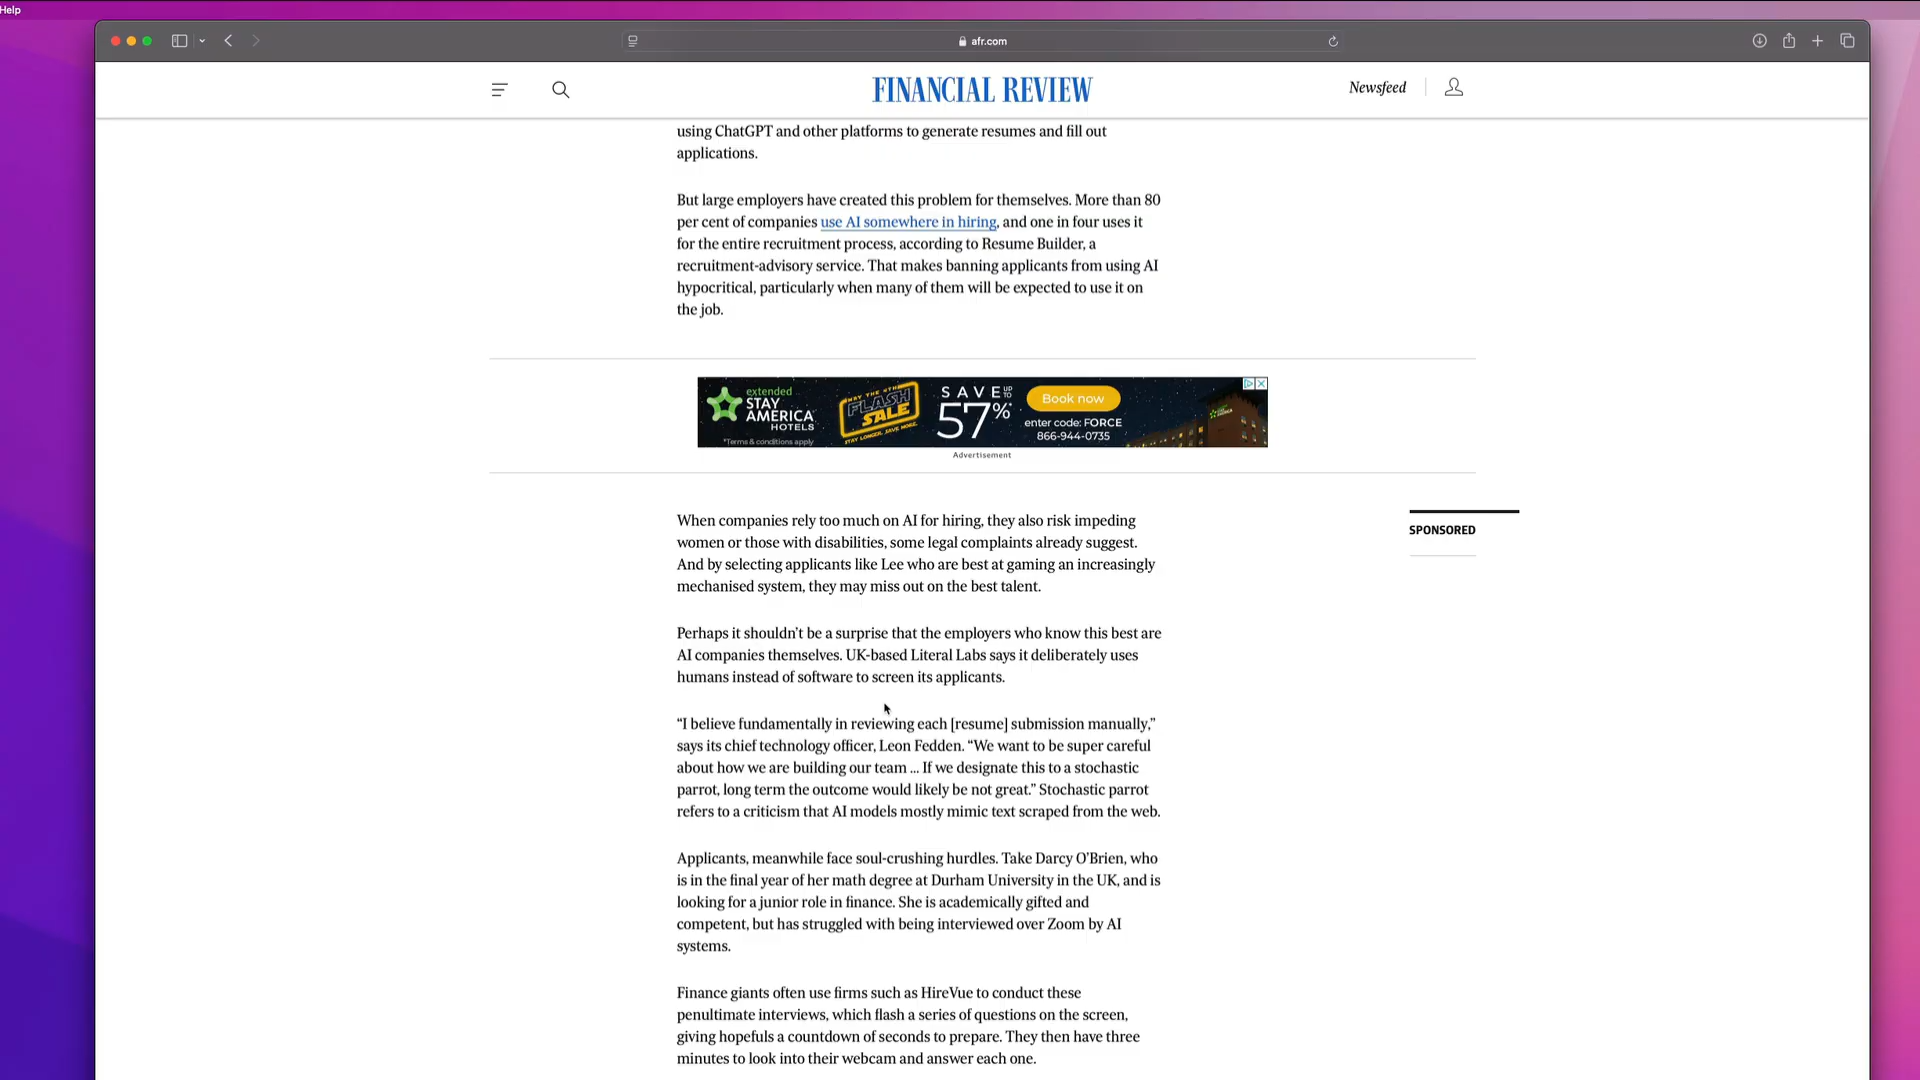 Help
afr.com
FINANCIAL REVIEW
Newsfeed
using ChatGPT and other platforms to generate resumes and fill out
applications.
But large employers have created this problem for themselves. More than 80
per cent of companies use AI somewhere in hiring, and one in four uses it
for the entire recruitment process, according to Resume Builder, a
recruitment-advisory service. That makes banning applicants from using AI
hypocritical, particularly when many of them will be expected to use it on
the job.
extended
STAY
AMERICA
HOTELS
*Terms & conditions apply
MAY THE 4TH
FLASH
SALE
STAY LONGER. SAVE MORE.
SAVE UP TO
57%*
Book now
enter code: FORCE
866-944-0735
Advertisement
When companies rely too much on AI for hiring, they also risk impeding
women or those with disabilities, some legal complaints already suggest.
And by selecting applicants like Lee who are best at gaming an increasingly
mechanised system, they may miss out on the best talent.
SPONSORED
Perhaps it shouldn’t be a surprise that the employers who know this best are
AI companies themselves. UK-based Literal Labs says it deliberately uses
humans instead of software to screen its applicants.
“I believe fundamentally in reviewing each [resume] submission manually,”
says its chief technology officer, Leon Fedden. “We want to be super careful
about how we are building our team ... If we designate this to a stochastic
parrot, long term the outcome would likely be not great.” Stochastic parrot
refers to a criticism that AI models mostly mimic text scraped from the web.
Applicants, meanwhile face soul-crushing hurdles. Take Darcy O’Brien, who
is in the final year of her math degree at Durham University in the UK, and is
looking for a junior role in finance. She is academically gifted and
competent, but has struggled with being interviewed over Zoom by AI
systems.
Finance giants often use firms such as HireVue to conduct these
penultimate interviews, which flash a series of questions on the screen,
giving hopefuls a countdown of seconds to prepare. They then have three
minutes to look into their webcam and answer each one.